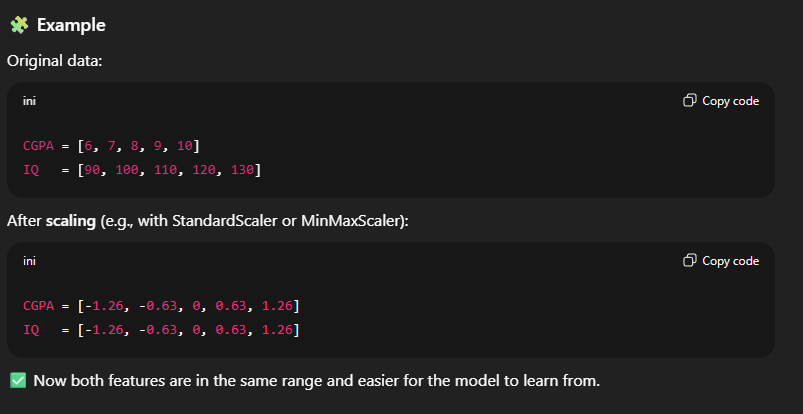 🧩 Example
Original data:
ini
Copy code
CGPA = [6, 7, 8, 9, 10]
IQ   = [90, 100, 110, 120, 130]
After scaling (e.g., with StandardScaler or MinMaxScaler):
ini
Copy code
CGPA = [-1.26, -0.63, 0, 0.63, 1.26]
IQ   = [-1.26, -0.63, 0, 0.63, 1.26]
✅ Now both features are in the same range and easier for the model to learn from.